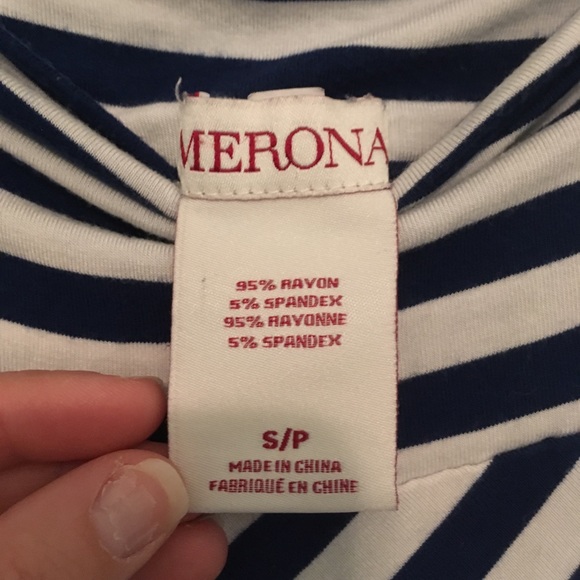 MERONA
95% RAYON
5% SPANDEX
95% RAYONNE
5% SPANDEX
S/P
MADE IN CHINA
FABRIQUÉ EN CHINE